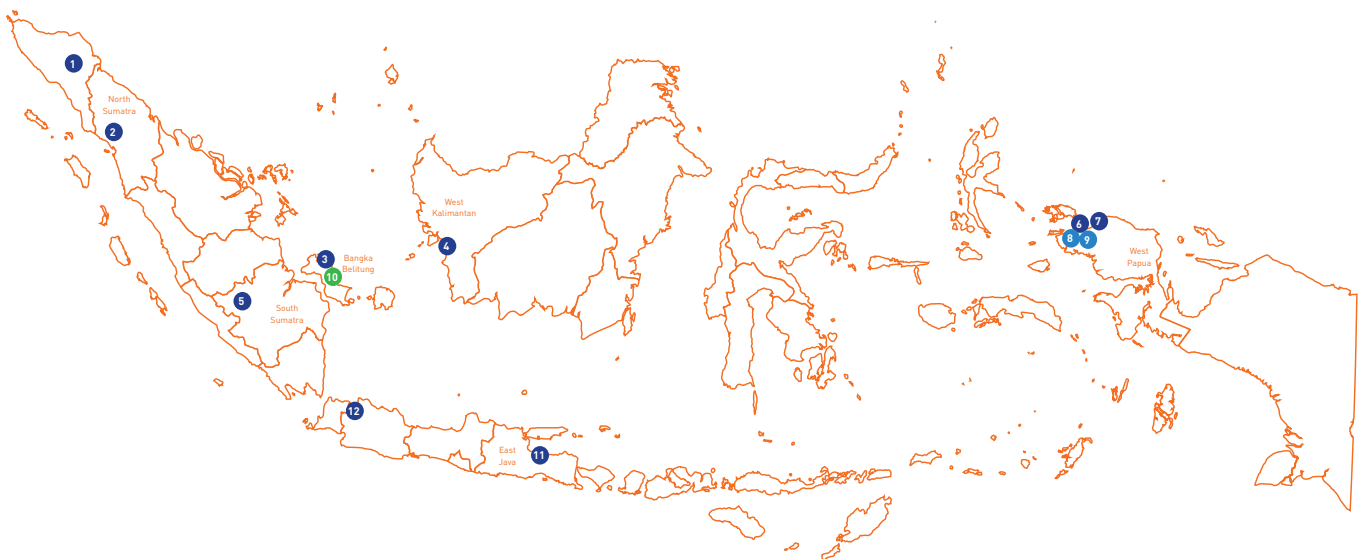 1
North
Sumatra
2
West
Kalimantan
4
3
Bangka
Belitung
10
5
South
Sumatra
6
7
8
9
West
Papua
12
East
Java
11